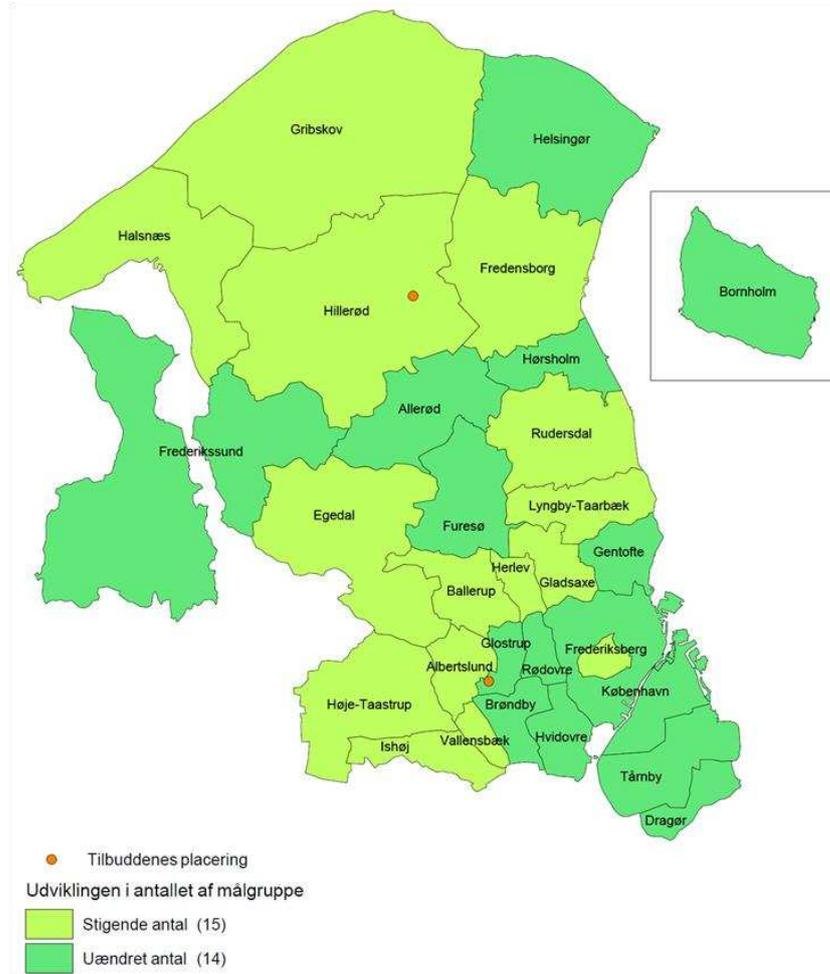 Gribskov
Helsingør
Halsnæs
Fredensborg
Bornholm
Hillerød
Hørsholm
Allerød
Rudersdal
Frederikssund
Lyngby-Taarbæk
Egedal
Furesø
Gentofte
Herlev
Gladsaxe
Ballerup
Glostrup
Frederiksberg
Albertslund
Rødovre
København
Høje-Taastrup
Brøndby
Hvidovre
Vallensbæk
Ishøj
Tårnby
Dragør
Tilbuddenes placering
Udviklingen i antallet af målgruppe
Stigende antal (15)
Uændret antal (14)